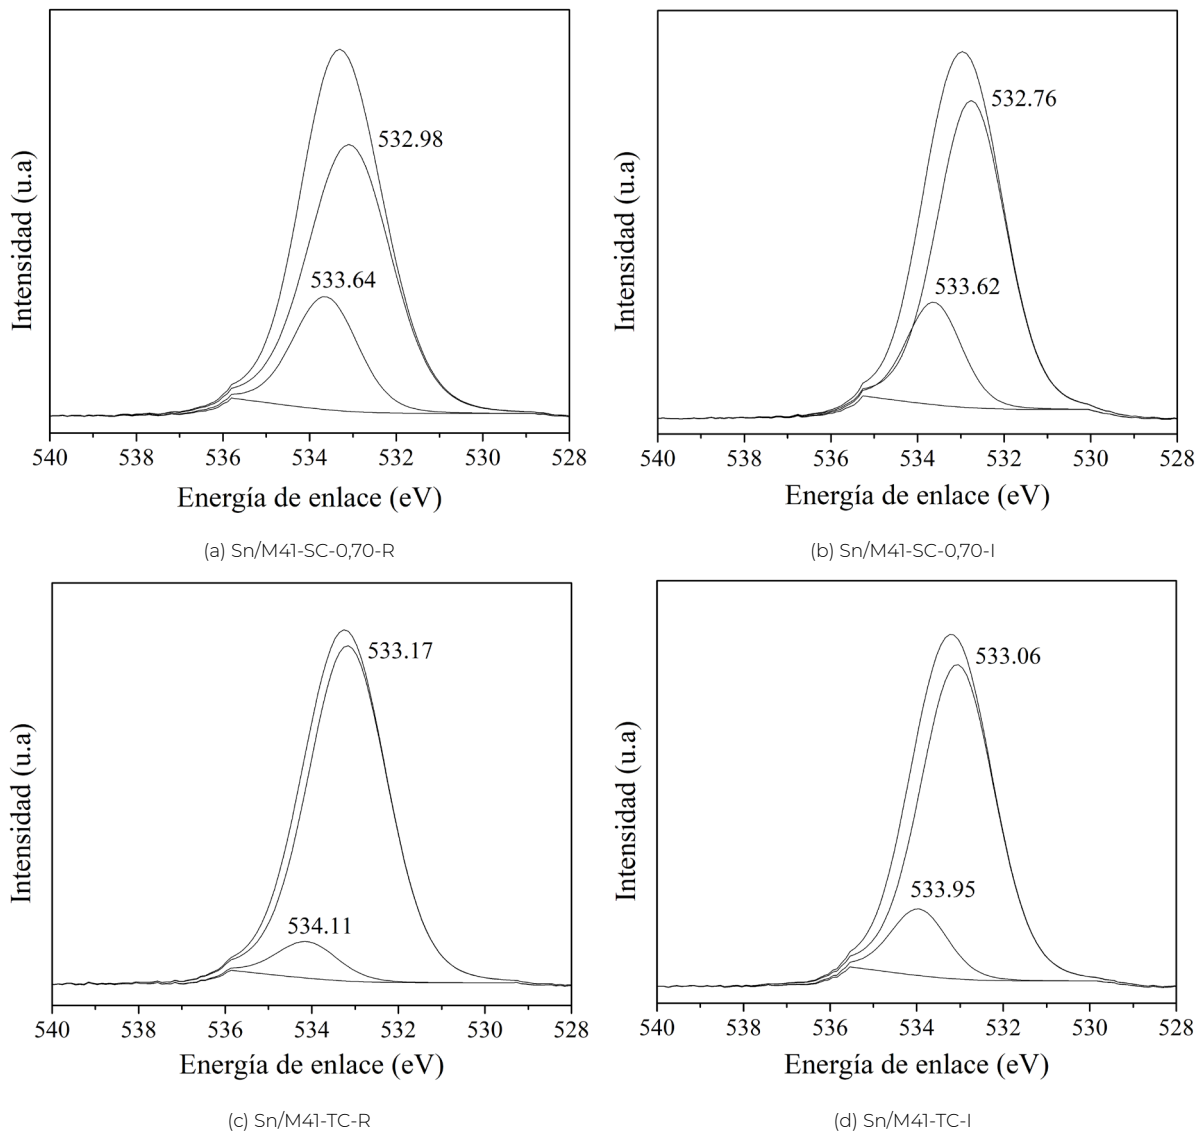 Intensidad (u.a)
532.98
533.64
540 538 536 534 532 530 528
Energía de enlace (eV)
(a) Sn/M41-SC-0,70-R
Intensidad (u.a)
532.76
533.62
540 538 536 534 532 530 528
Energía de enlace (eV)
(b) Sn/M41-SC-0,70-I
Intensidad (u.a)
533.17
534.11
540 538 536 534 532 530 528
Energía de enlace (eV)
(c) Sn/M41-TC-R
Intensidad (u.a)
533.06
533.95
540 538 536 534 532 530 528
Energía de enlace (eV)
(d) Sn/M41-TC-I